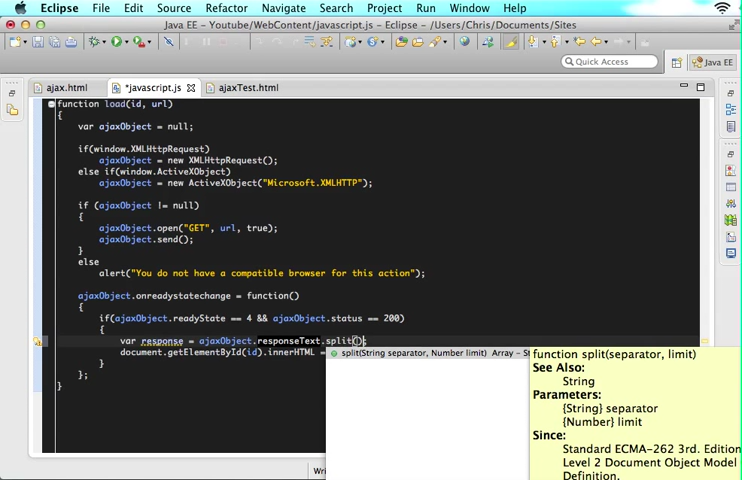 Eclipse File Edit Source Refactor Navigate Search Project Run Window Help
Java EE - Youtube/WebContent/javascript.js - Eclipse - /Users/Chris/Documents/Sites
Quick Access
Java EE
ajax.html
*javascript.js
ajaxTest.html
function load(id, url)
{
var ajaxObject = null;
if(window.XMLHttpRequest)
ajaxObject = new XMLHttpRequest();
else if(window.ActiveXObject)
ajaxObject = new ActiveXObject("Microsoft.XMLHTTP");
if (ajaxObject != null)
{
ajaxObject.open("GET", url, true);
ajaxObject.send();
}
else
alert("You do not have a compatible browser for this action");
ajaxObject.onreadystatechange = function()
{
if(ajaxObject.readyState == 4 && ajaxObject.status == 200)
{
var response = ajaxObject.responseText.split();
document.getElementById(id).innerHTML =
}
};
}
split(String separator, Number limit) Array - St
function split(separator, limit)
See Also:
String
Parameters:
{String} separator
{Number} limit
Since:
Standard ECMA-262 3rd. Edition
Level 2 Document Object Model
Definition.
Wri